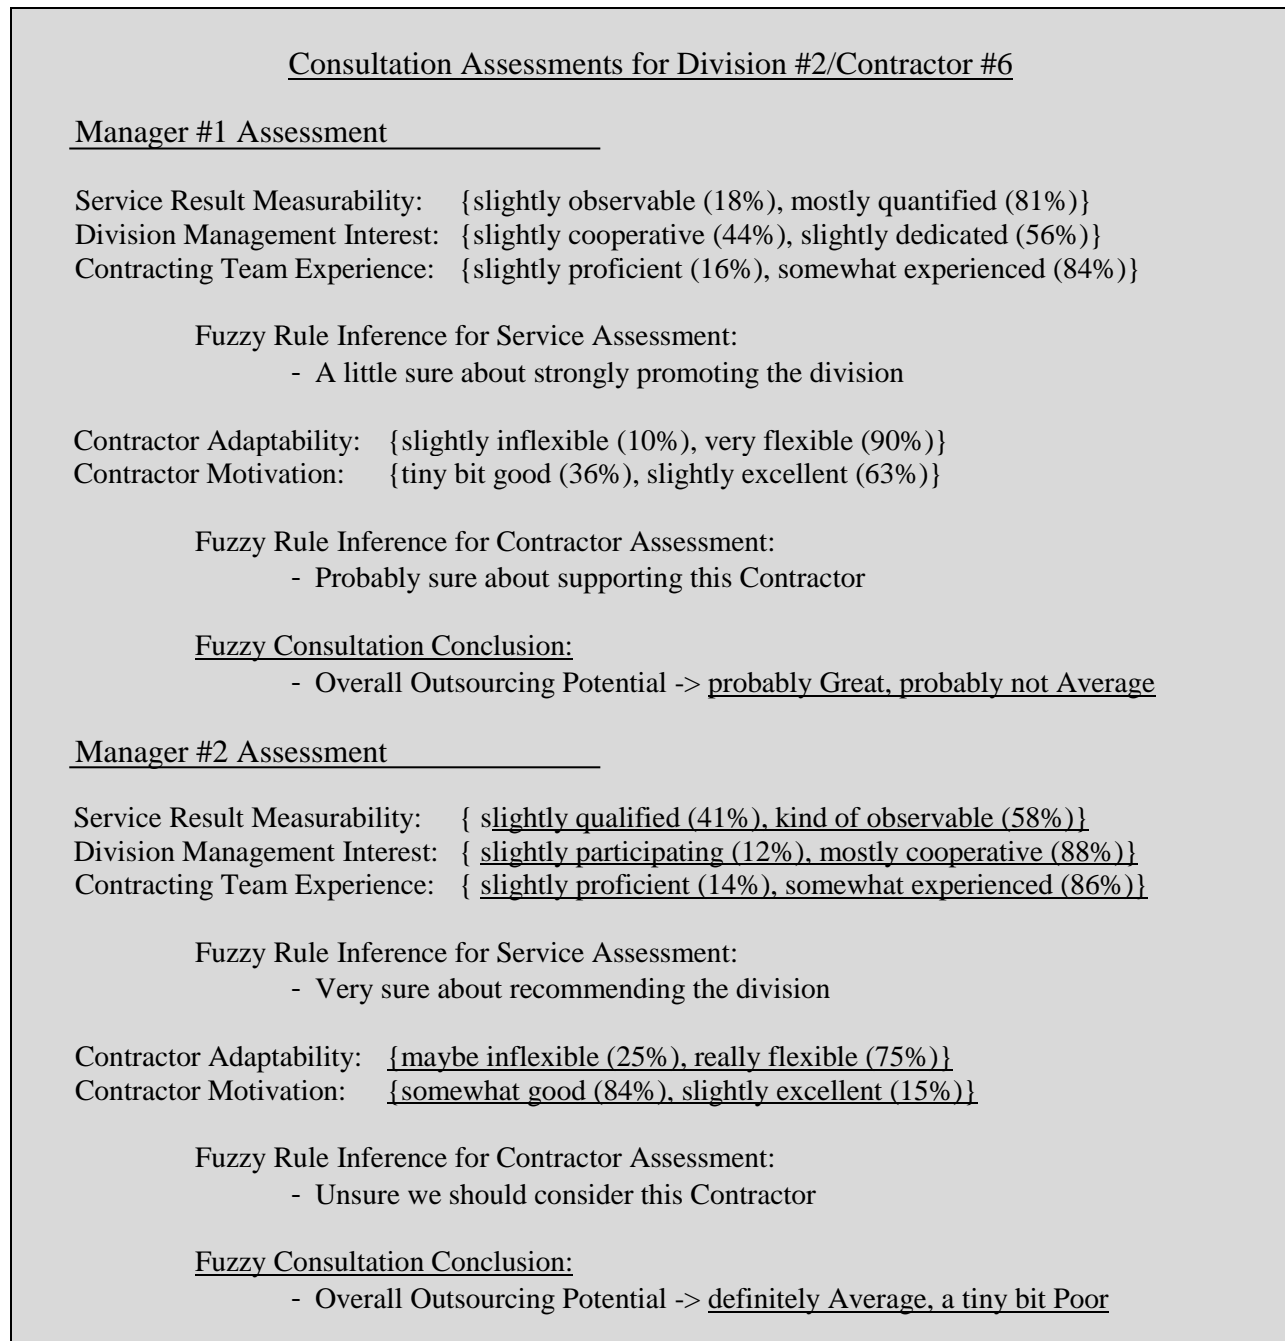 Consultation Assessments for Division #2/Contractor #6
Manager #1 Assessment
Service Result Measurability: {slightly observable (18%), mostly quantified (81%)}
Division Management Interest: {slightly cooperative (44%), slightly dedicated (56%)}
Contracting Team Experience: {slightly proficient (16%), somewhat experienced (84%)}
Fuzzy Rule Inference for Service Assessment:
- A little sure about strongly promoting the division
Contractor Adaptability: {slightly inflexible (10%), very flexible (90%)}
Contractor Motivation: {tiny bit good (36%), slightly excellent (63%)}
Fuzzy Rule Inference for Contractor Assessment:
- Probably sure about supporting this Contractor
Fuzzy Consultation Conclusion:
- Overall Outsourcing Potential -> probably Great, probably not Average
Manager #2 Assessment
Service Result Measurability: { slightly qualified (41%), kind of observable (58%)}
Division Management Interest: { slightly participating (12%), mostly cooperative (88%)}
Contracting Team Experience: { slightly proficient (14%), somewhat experienced (86%)}
Fuzzy Rule Inference for Service Assessment:
- Very sure about recommending the division
Contractor Adaptability: {maybe inflexible (25%), really flexible (75%)}
Contractor Motivation: {somewhat good (84%), slightly excellent (15%)}
Fuzzy Rule Inference for Contractor Assessment:
- Unsure we should consider this Contractor
Fuzzy Consultation Conclusion:
- Overall Outsourcing Potential -> definitely Average, a tiny bit Poor